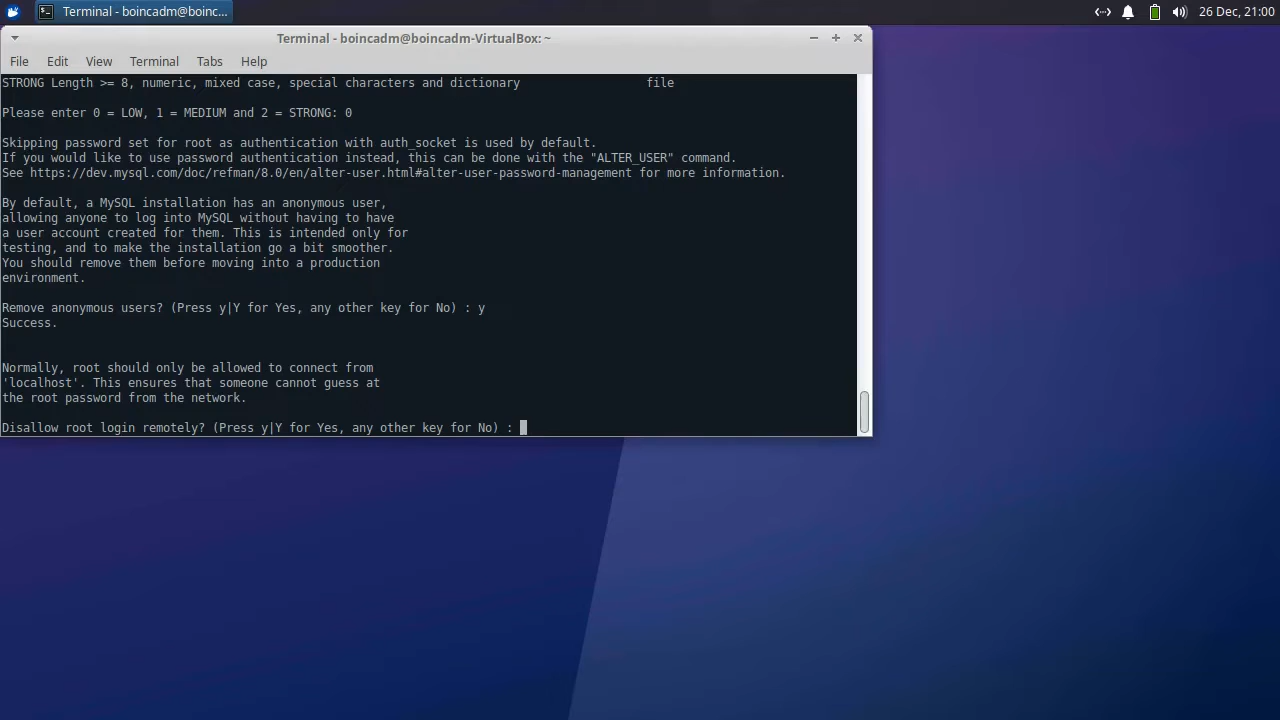 Terminal - boincadm@boinc...
26 Dec, 21:00
Terminal - boincadm@boincadm-VirtualBox: ~
File Edit View Terminal Tabs Help
STRONG Length >= 8, numeric, mixed case, special characters and dictionary                 file
Please enter 0 = LOW, 1 = MEDIUM and 2 = STRONG: 0
Skipping password set for root as authentication with auth_socket is used by default.
If you would like to use password authentication instead, this can be done with the "ALTER_USER" command.
See https://dev.mysql.com/doc/refman/8.0/en/alter-user.html#alter-user-password-management for more information.
By default, a MySQL installation has an anonymous user,
allowing anyone to log into MySQL without having to have
a user account created for them. This is intended only for
testing, and to make the installation go a bit smoother.
You should remove them before moving into a production
environment.
Remove anonymous users? (Press y|Y for Yes, any other key for No) : y
Success.
Normally, root should only be allowed to connect from
'localhost'. This ensures that someone cannot guess at
the root password from the network.
Disallow root login remotely? (Press y|Y for Yes, any other key for No) :